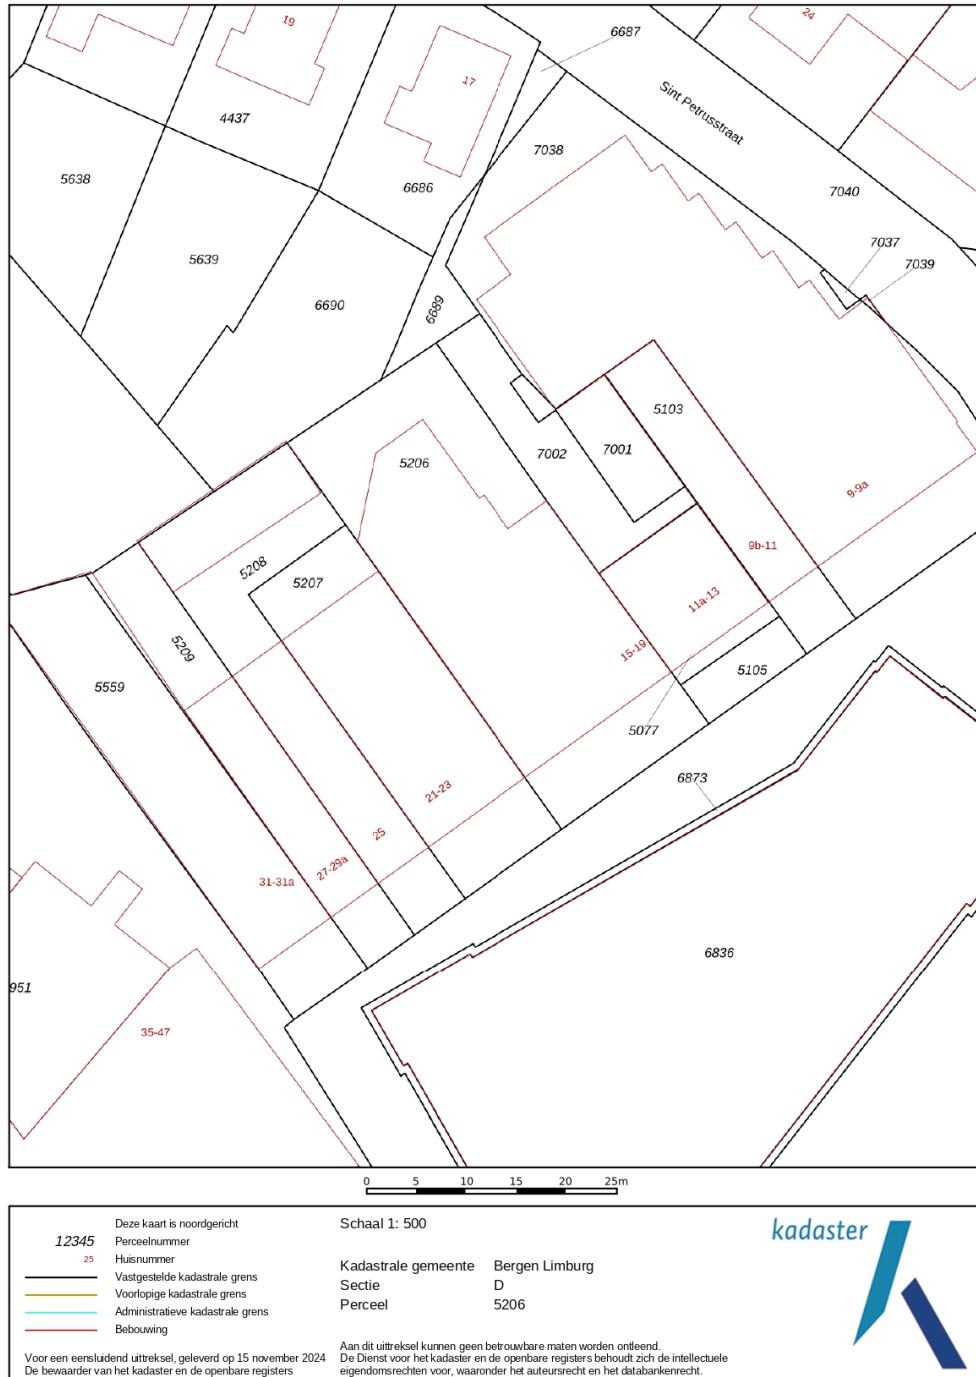 19
24
6687
17
Sint Petrusstraat
4437
7038
5638
6686
7040
7037
5639
7039
6690
6689
5103
5206
7002
7001
9-9a
9b-11
5208
5207
11a-13
5209
15-19
5559
5105
5077
6873
21-23
25
27-29a
31-31a
6836
951
35-47
0 5 10 15 20 25m
Deze kaart is noordgericht
12345 Perceelnummer
25 Huisnummer
Vastgestelde kadastrale grens
Voorlopige kadastrale grens
Administratieve kadastrale grens
Bebouwing
Voor een eensluidend uittreksel, geleverd op 15 november 2024
De bewaarder van het kadaster en de openbare registers
Schaal 1: 500
Kadastrale gemeente Bergen Limburg
Sectie D
Perceel 5206
Aan dit uittreksel kunnen geen betrouwbare maten worden ontleend.
De Dienst voor het kadaster en de openbare registers behoudt zich de intellectuele
eigendomsrechten voor, waaronder het auteursrecht en het databankenrecht.
kadaster